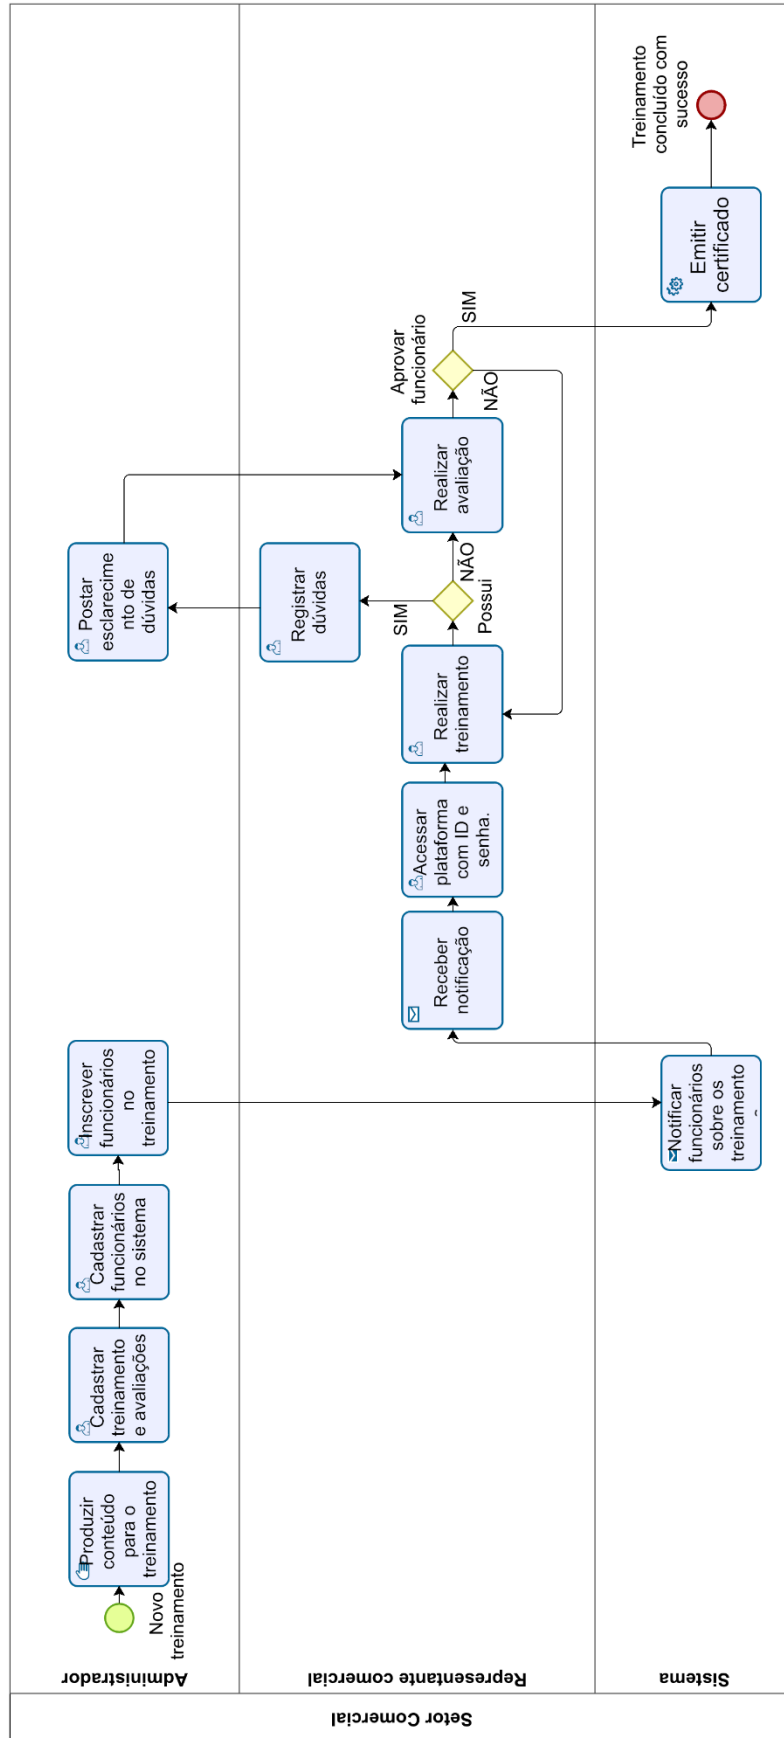 Setor Comercial
Administrador
Novo
treinamento
Produzir
conteúdo
para o
treinamento
Cadastrar
treinamento
e avaliações
Cadastrar
funcionários
no sistema
Inscrever
funcionários
no
treinamento
Postar
esclarecime
nto de
dúvidas
Representante comercial
Receber
notificação
Acessar
plataforma
com ID e
senha.
Realizar
treinamento
Possui
SIM
NÃO
Registrar
dúvidas
Realizar
avaliação
Aprovar
funcionário
NÃO
SIM
Sistema
Notificar
funcionários
sobre os
treinamento
Emitir
certificado
Treinamento
concluído com
sucesso